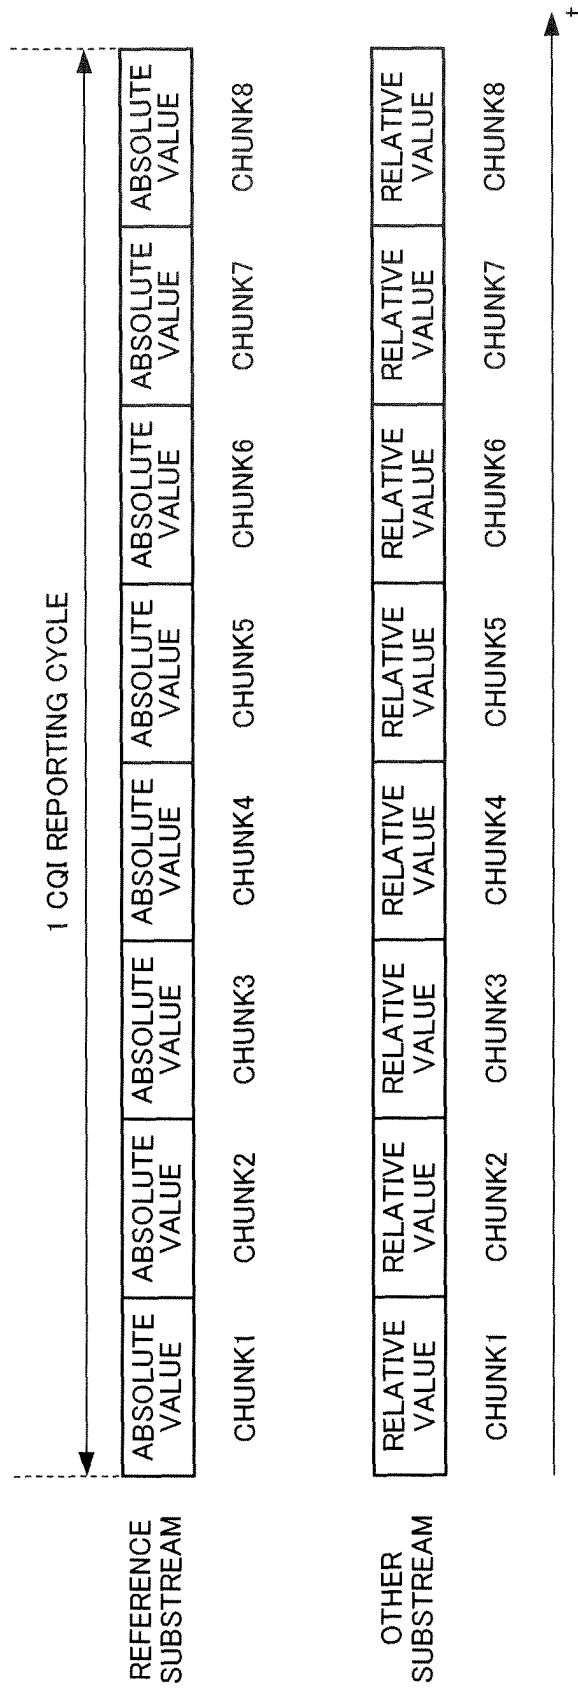 1 CQI REPORTING CYCLE
REFERENCE
SUBSTREAM
ABSOLUTE
VALUE
ABSOLUTE
VALUE
ABSOLUTE
VALUE
ABSOLUTE
VALUE
ABSOLUTE
VALUE
ABSOLUTE
VALUE
ABSOLUTE
VALUE
ABSOLUTE
VALUE
CHUNK1
CHUNK2
CHUNK3
CHUNK4
CHUNK5
CHUNK6
CHUNK7
CHUNK8
OTHER
SUBSTREAM
RELATIVE
VALUE
RELATIVE
VALUE
RELATIVE
VALUE
RELATIVE
VALUE
RELATIVE
VALUE
RELATIVE
VALUE
RELATIVE
VALUE
RELATIVE
VALUE
CHUNK1
CHUNK2
CHUNK3
CHUNK4
CHUNK5
CHUNK6
CHUNK7
CHUNK8
t